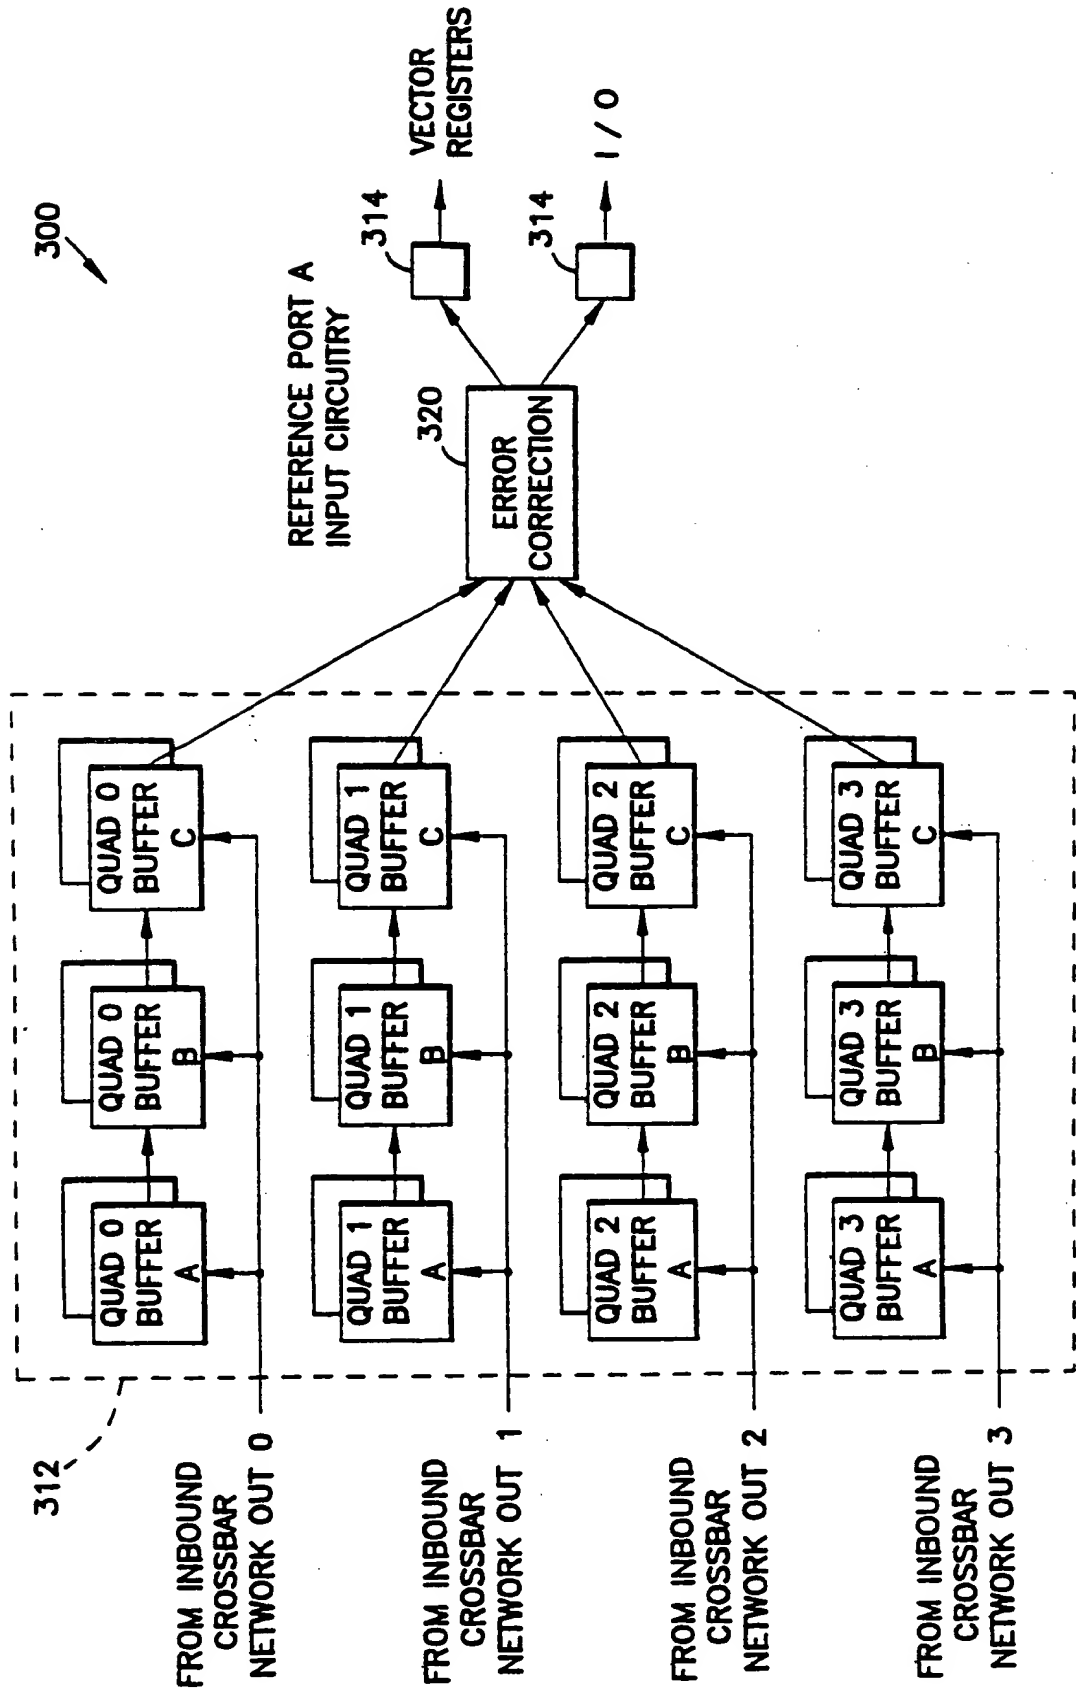 300
REFERENCE PORT A
INPUT CIRCUITRY
312
FROM INBOUND
CROSSBAR
NETWORK OUT 0
QUAD 0
BUFFER
A
QUAD 0
BUFFER
B
QUAD 0
BUFFER
C
FROM INBOUND
CROSSBAR
NETWORK OUT 1
QUAD 1
BUFFER
A
QUAD 1
BUFFER
B
QUAD 1
BUFFER
C
FROM INBOUND
CROSSBAR
NETWORK OUT 2
QUAD 2
BUFFER
A
QUAD 2
BUFFER
B
QUAD 2
BUFFER
C
FROM INBOUND
CROSSBAR
NETWORK OUT 3
QUAD 3
BUFFER
A
QUAD 3
BUFFER
B
QUAD 3
BUFFER
C
320
ERROR
CORRECTION
314
VECTOR
REGISTERS
314
I / O